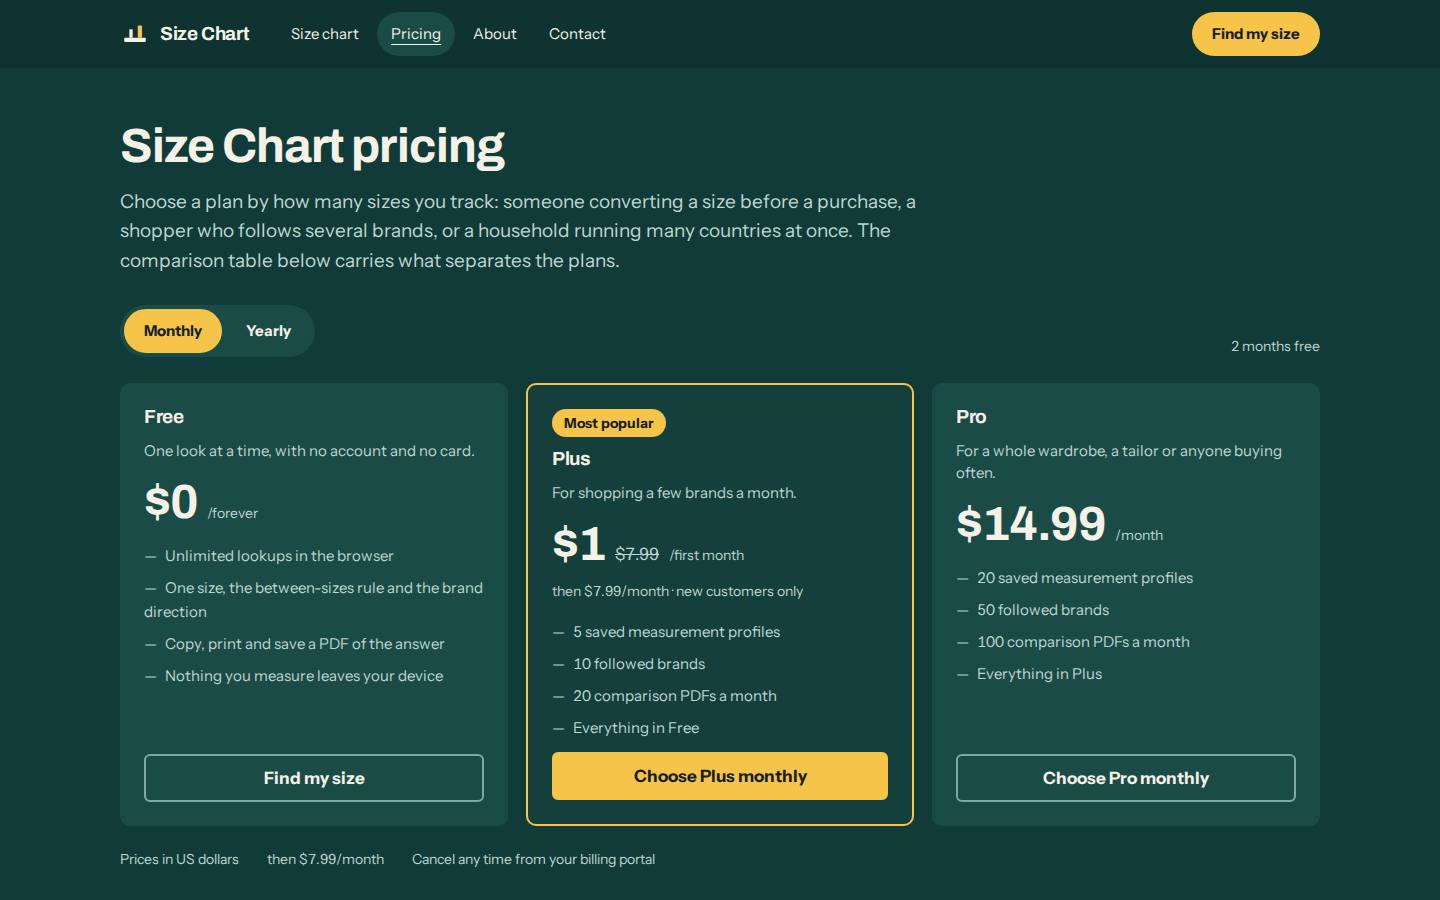 Size Chart
Size chart
Pricing
About
Contact
Find my size
Size Chart pricing
Choose a plan by how many sizes you track: someone converting a size before a purchase, a
shopper who follows several brands, or a household running many countries at once. The
comparison table below carries what separates the plans.
Monthly
Yearly
2 months free
Free
One look at a time, with no account and no card.
$0 /forever
— Unlimited lookups in the browser
— One size, the between-sizes rule and the brand
direction
— Copy, print and save a PDF of the answer
— Nothing you measure leaves your device
Find my size
Most popular
Plus
For shopping a few brands a month.
$1 $7.99 /first month
then $7.99/month · new customers only
— 5 saved measurement profiles
— 10 followed brands
— 20 comparison PDFs a month
— Everything in Free
Choose Plus monthly
Pro
For a whole wardrobe, a tailor or anyone buying
often.
$14.99 /month
— 20 saved measurement profiles
— 50 followed brands
— 100 comparison PDFs a month
— Everything in Plus
Choose Pro monthly
Prices in US dollars
then $7.99/month
Cancel any time from your billing portal